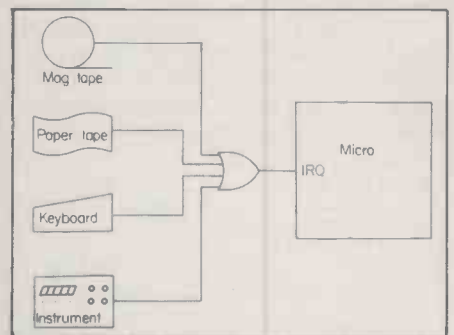 Mag tape
Paper tape
Keyboard
Instrument
Micro
IRQ